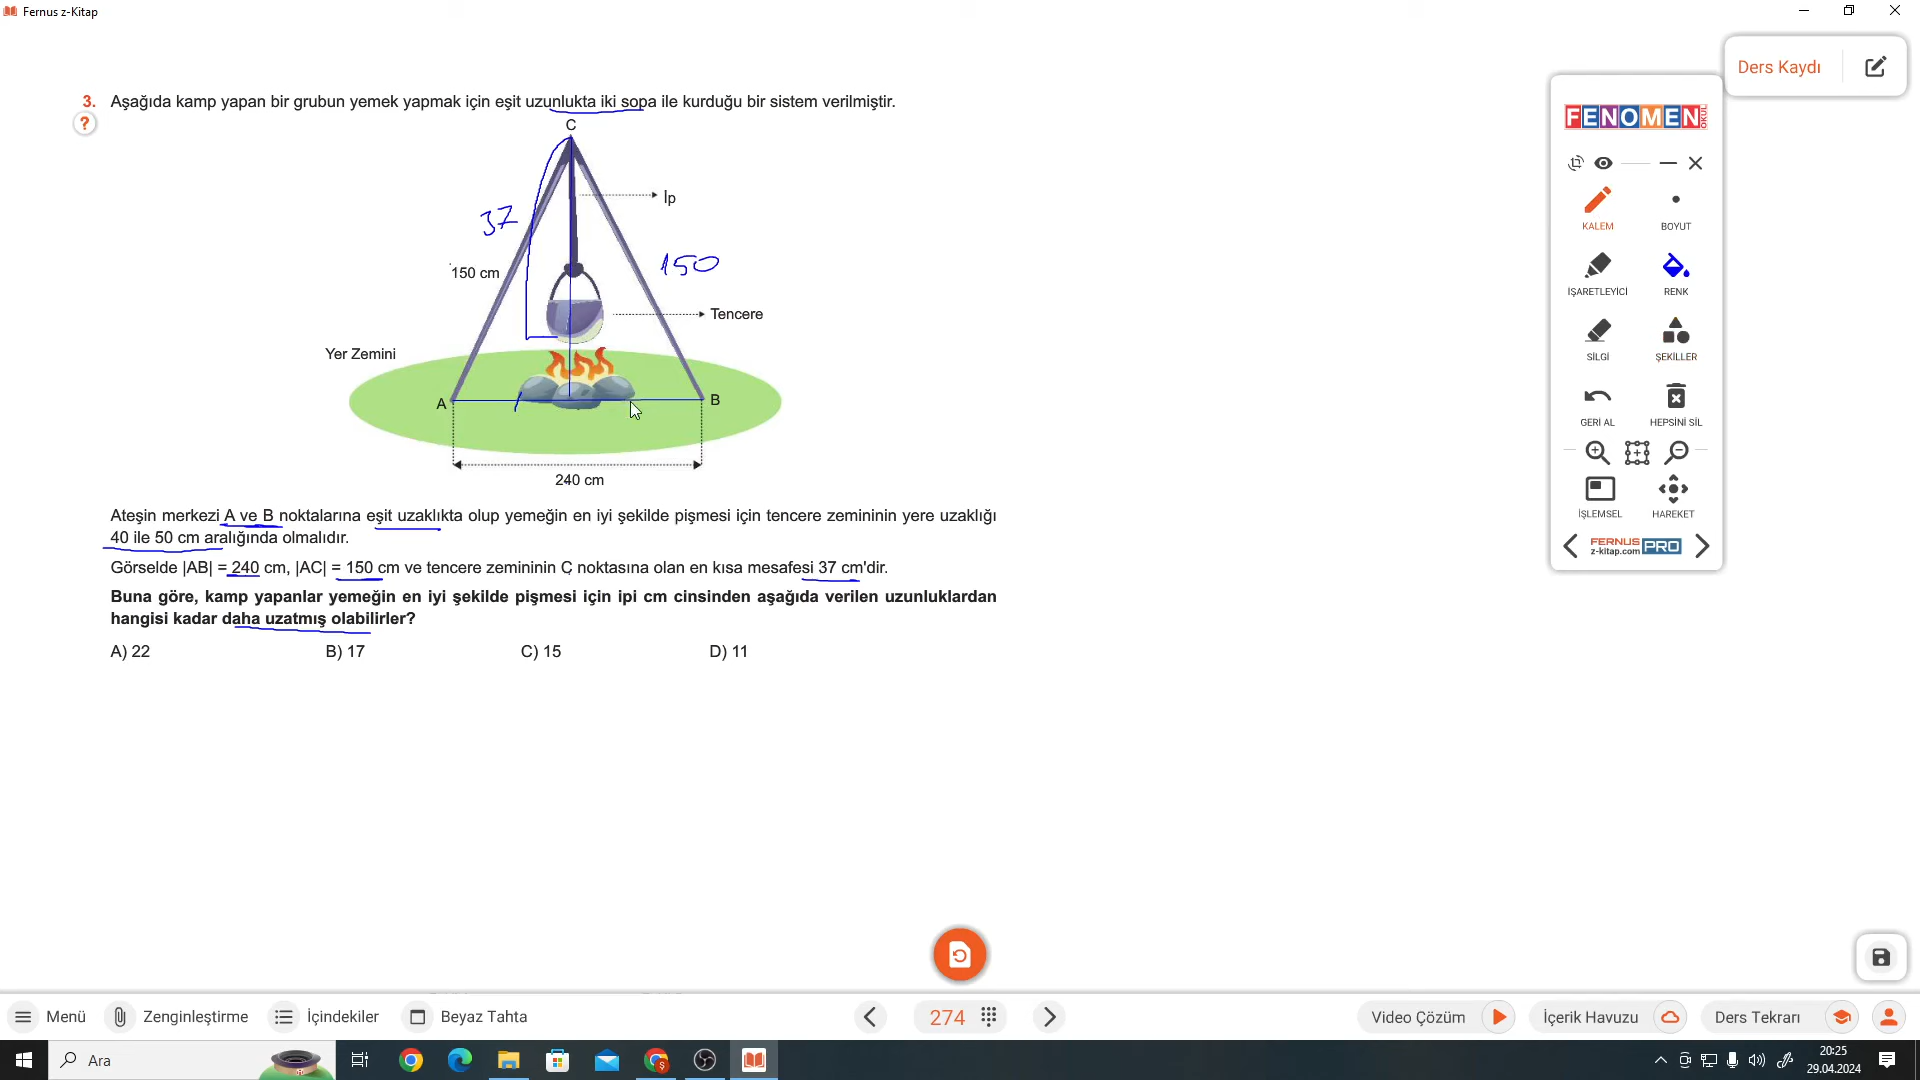 Fernus z-Kitap
Ders Kaydı
3. Aşağıda kamp yapan bir grubun yemek yapmak için eşit uzunlukta iki sopa ile kurduğu bir sistem verilmiştir.
?
C
İp
37
150 cm
150
Tencere
Yer Zemini
A
B
240 cm
Ateşin merkezi A ve B noktalarına eşit uzaklıkta olup yemeğin en iyi şekilde pişmesi için tencere zemininin yere uzaklığı
40 ile 50 cm aralığında olmalıdır.
Görselde |AB| = 240 cm, |AC| = 150 cm ve tencere zemininin C noktasına olan en kısa mesafesi 37 cm'dir.
Buna göre, kamp yapanlar yemeğin en iyi şekilde pişmesi için ipi cm cinsinden aşağıda verilen uzunluklardan
hangisi kadar daha uzatmış olabilirler?
A) 22 B) 17 C) 15 D) 11
FENOMEN OKUL
KALEM BOYUT
İŞARETLEYİCİ RENK
SİLGİ ŞEKİLLER
GERİ AL HEPSİNİ SİL
İŞLEMSEL HAREKET
FERNUS
z-kitap.com PRO
Menü Zenginleştirme İçindekiler Beyaz Tahta 274 Video Çözüm İçerik Havuzu Ders Tekrarı
Ara
20:25
29.04.2024